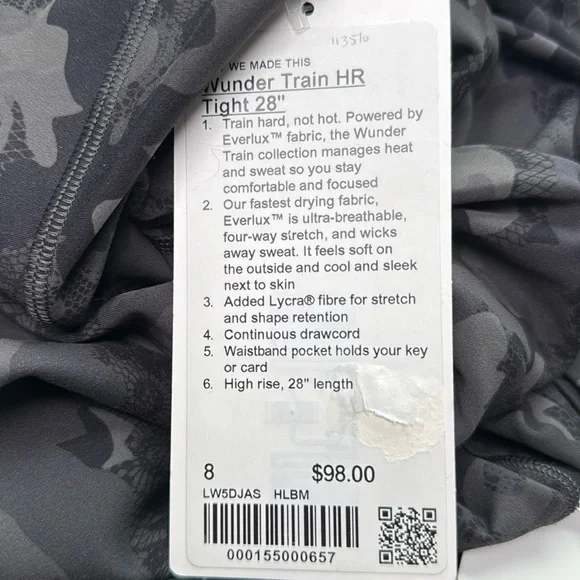 113510
WE MADE THIS
Wunder Train HR
Tight 28"
1. Train hard, not hot. Powered by
Everlux™ fabric, the Wunder
Train collection manages heat
and sweat so you stay
comfortable and focused
2. Our fastest drying fabric,
Everlux™ is ultra-breathable,
four-way stretch, and wicks
away sweat. It feels soft on
the outside and cool and sleek
next to skin
3. Added Lycra® fibre for stretch
and shape retention
4. Continuous drawcord
5. Waistband pocket holds your key
or card
6. High rise, 28" length
8 $98.00
LW5DJAS HLBM
000155000657